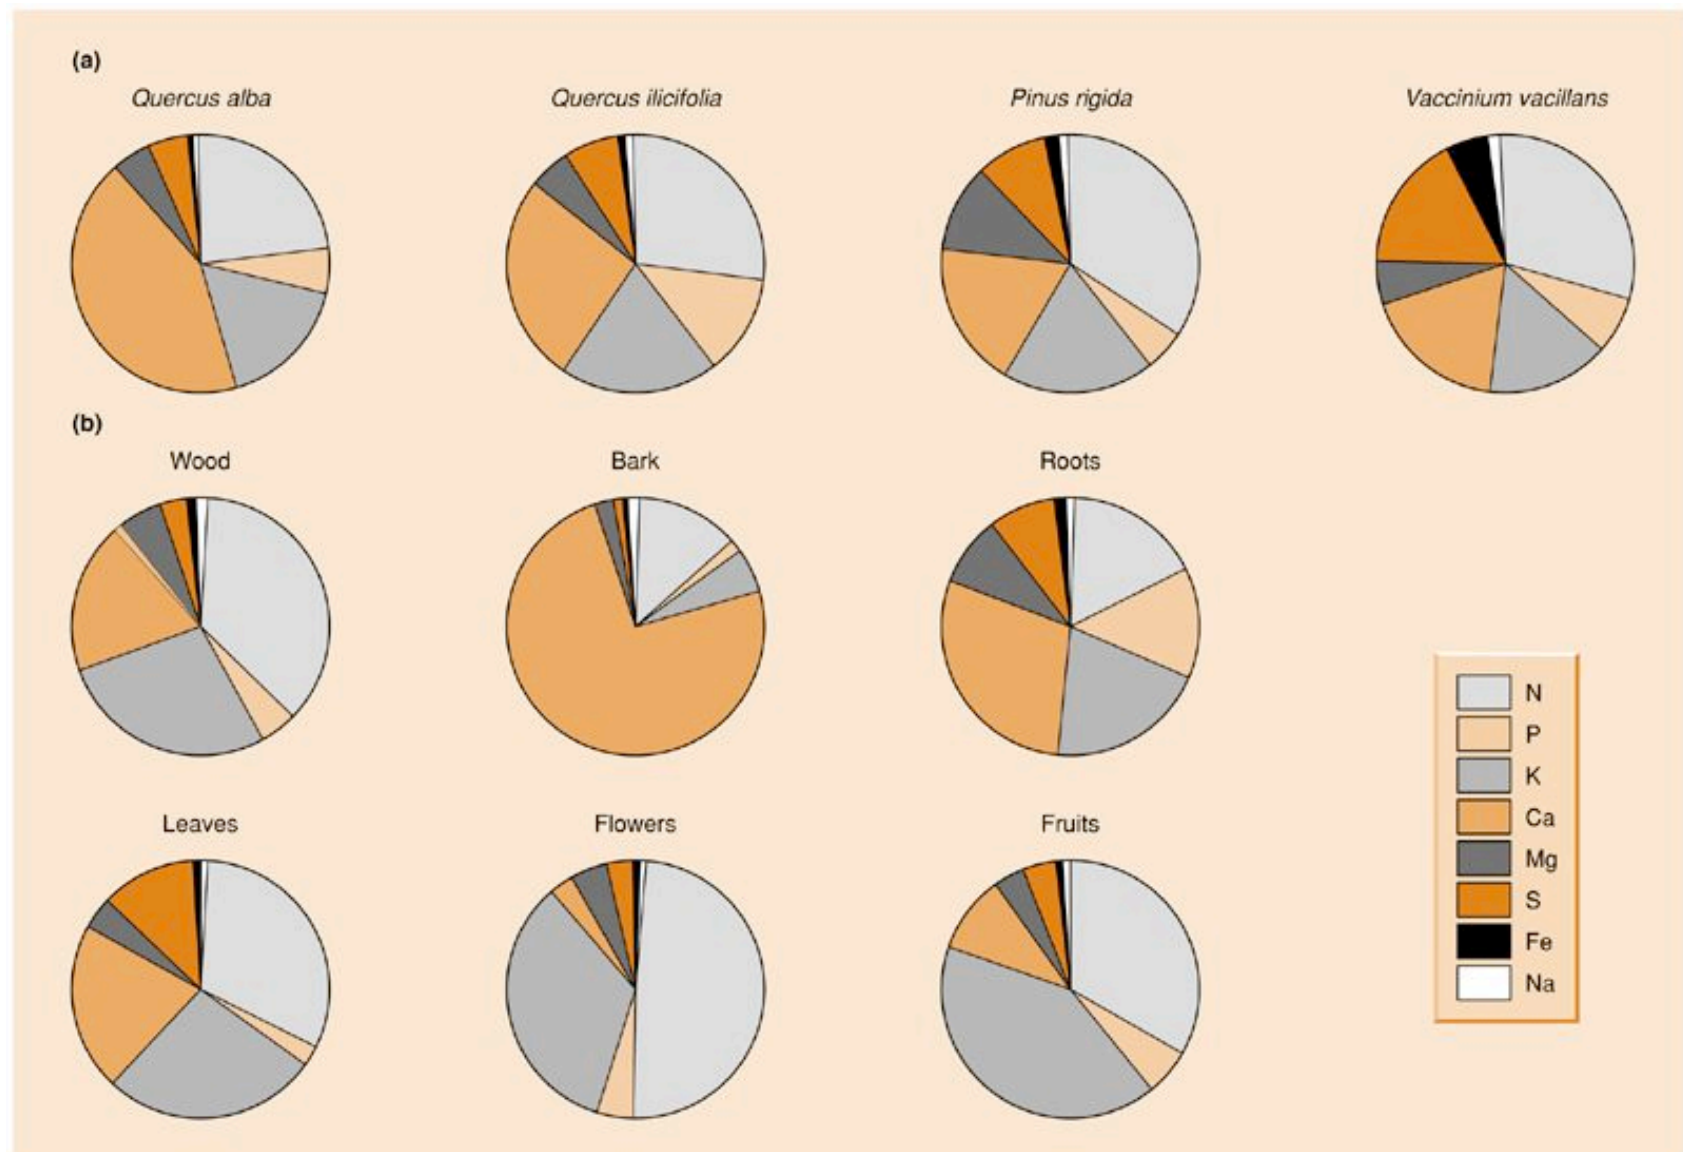 (a)
Quercus alba
Quercus ilicifolia
Pinus rigida
Vaccinium vacillans
(b)
Wood
Bark
Roots
Leaves
Flowers
Fruits
N
P
K
Ca
Mg
S
Fe
Na